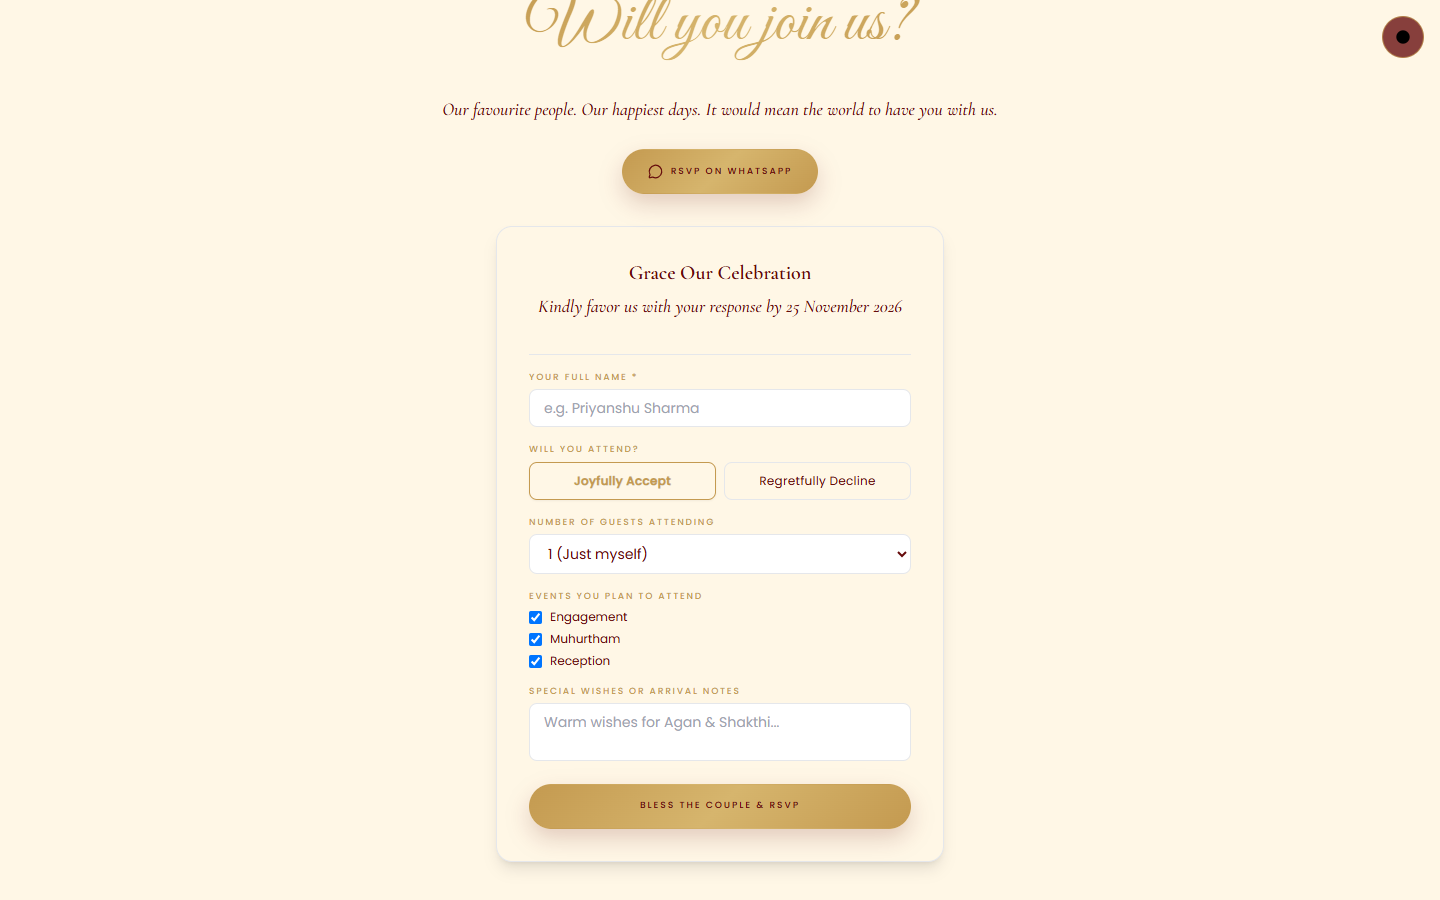 Will you join us?
Our favourite people. Our happiest days. It would mean the world to have you with us.
RSVP ON WHATSAPP
Grace Our Celebration
Kindly favor us with your response by 25 November 2026
YOUR FULL NAME *
e.g. Priyanshu Sharma
WILL YOU ATTEND?
Joyfully Accept
Regretfully Decline
NUMBER OF GUESTS ATTENDING
1 (Just myself)
EVENTS YOU PLAN TO ATTEND
Engagement
Muhurtham
Reception
SPECIAL WISHES OR ARRIVAL NOTES
Warm wishes for Agan & Shakthi...
BLESS THE COUPLE & RSVP